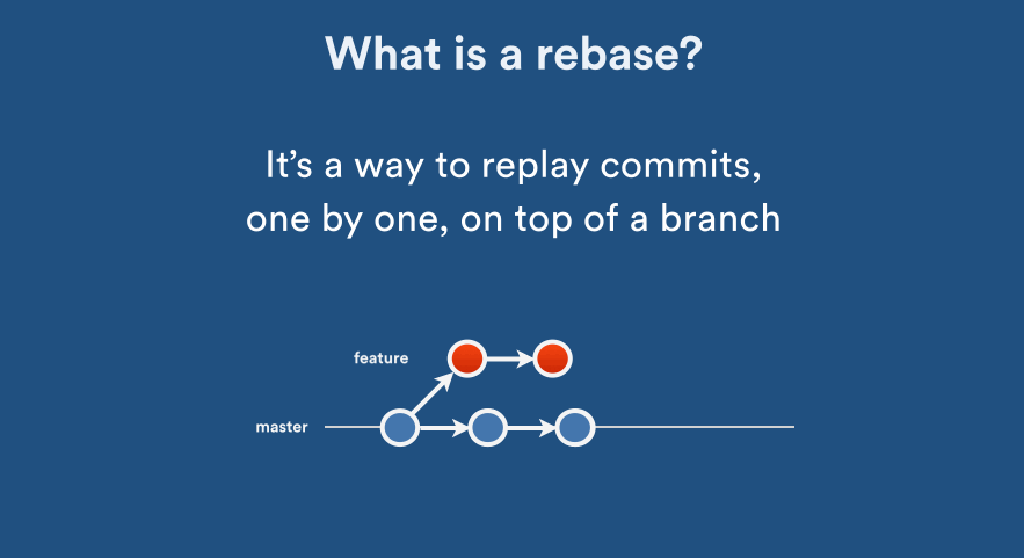 What is a rebase?
It’s a way to replay commits,
one by one, on top of a branch
feature
master